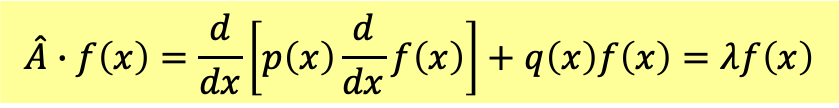 Â · f(x) = d/dx [p(x) d/dx f(x)] + q(x)f(x) = λf(x)